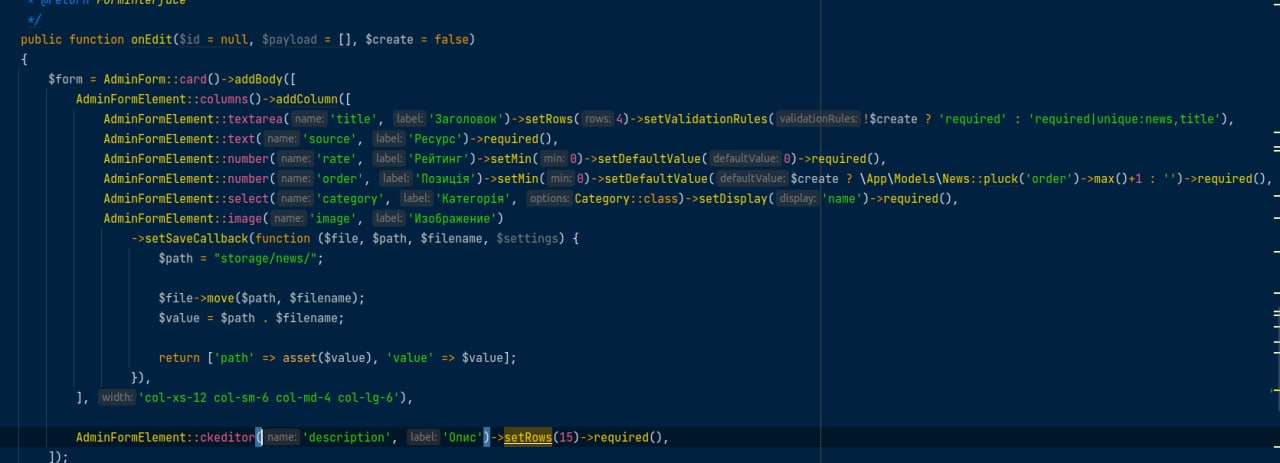 * @return FormInterface
*/
public function onEdit($id = null, $payload = [], $create = false)
{
$form = AdminForm::card()->addBody([
AdminFormElement::columns()->addColumn([
AdminFormElement::textarea( name: 'title', label: 'Заголовок')->setRows( rows: 4)->setValidationRules( validationRules: !$create ? 'required' : 'required|unique:news,title'),
AdminFormElement::text( name: 'source', label: 'Ресурс')->required(),
AdminFormElement::number( name: 'rate', label: 'Рейтинг')->setMin( min: 0)->setDefaultValue( defaultValue: 0)->required(),
AdminFormElement::number( name: 'order', label: 'Позиція')->setMin( min: 0)->setDefaultValue( defaultValue: $create ? \App\Models\News::pluck('order')->max()+1 : '')->required(),
AdminFormElement::select( name: 'category', label: 'Категорія', options: Category::class)->setDisplay( display: 'name')->required(),
AdminFormElement::image( name: 'image', label: 'Изображение')
->setSaveCallback(function ($file, $path, $filename, $settings) {
$path = "storage/news/";
$file->move($path, $filename);
$value = $path . $filename;
return ['path' => asset($value), 'value' => $value];
}),
], width: 'col-xs-12 col-sm-6 col-md-4 col-lg-6'),
AdminFormElement::ckeditor( name: 'description', label: 'Опис')->setRows(15)->required(),
]);